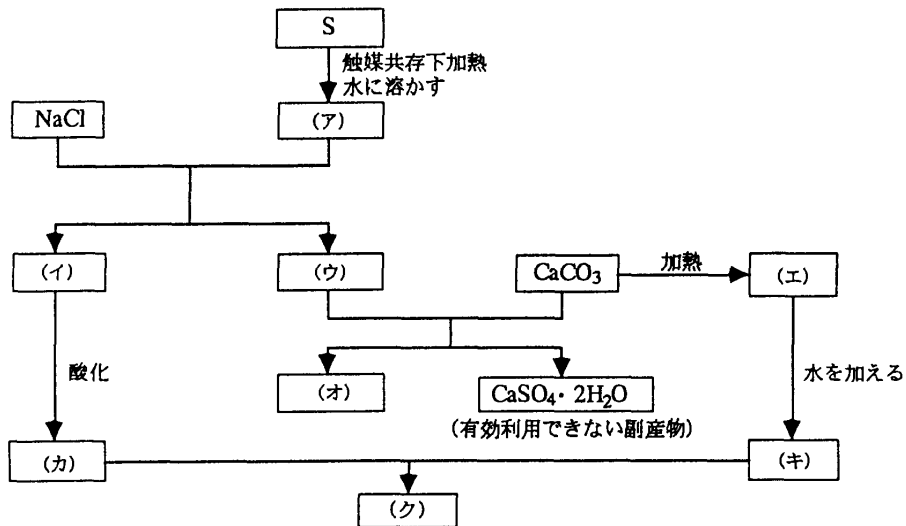 S
触媒共存下加熱
水に溶かす
NaCl
(ア)
(イ)
(ウ)
CaCO3
加熱
(エ)
酸化
(オ)
CaSO4・2H2O
水を加える
(有効利用できない副産物)
(カ)
(キ)
(ク)